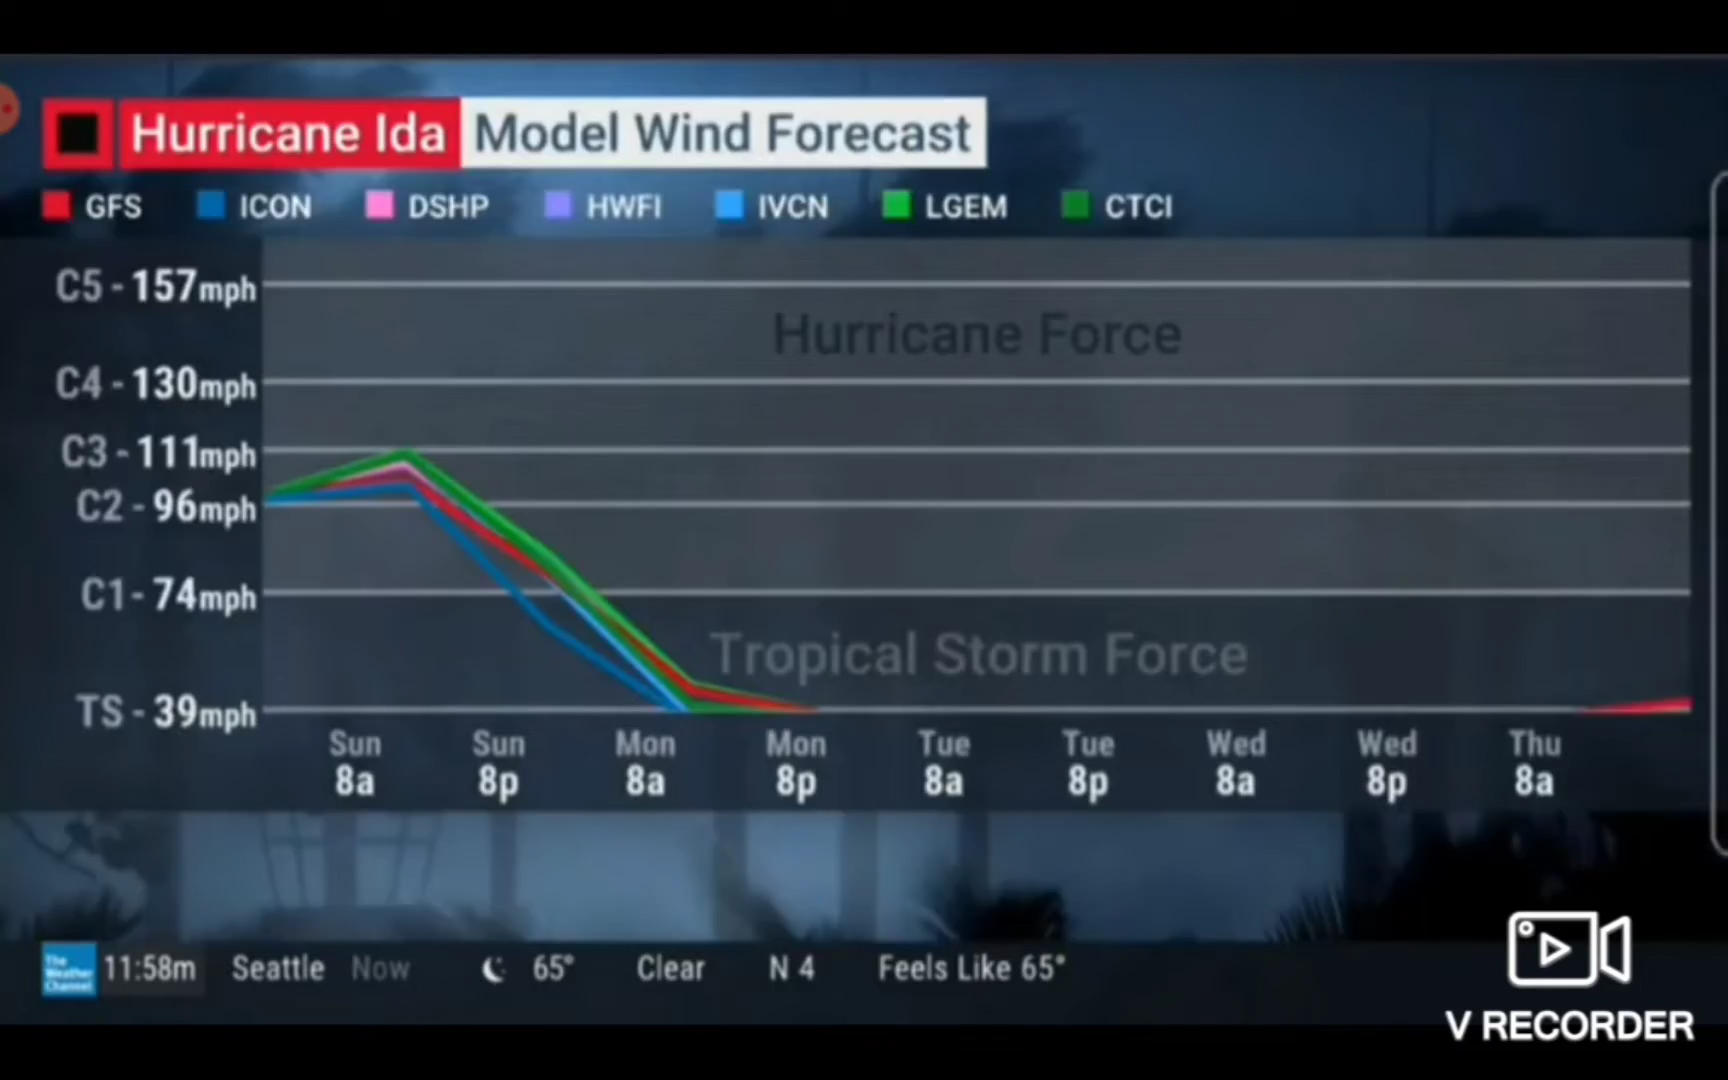 Hurricane Ida Model Wind Forecast
GFS ICON DSHP HWFI IVCN LGEM CTCI
C5 - 157mph
Hurricane Force
C4 - 130mph
C3 - 111mph
C2 - 96mph
C1 - 74mph
Tropical Storm Force
TS - 39mph
Sun Sun Mon Mon Tue Tue Wed Wed Thu
8a 8p 8a 8p 8a 8p 8a 8p 8a
The
Weather
Channel
11:58m Seattle Now 65° Clear N 4 Feels Like 65°
V RECORDER